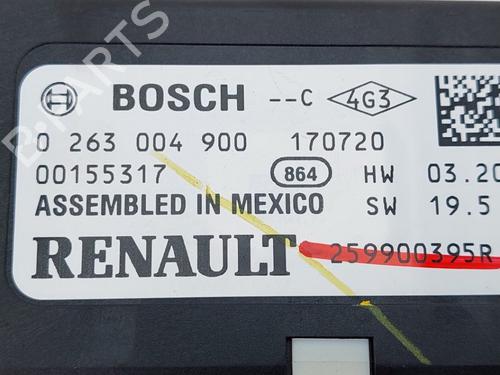 BOSCH --C 4G3
0 263 004 900 170720
00155317 864 HW 03.20
ASSEMBLED IN MEXICO SW 19.5
RENAULT 259900395R
B-PARTS